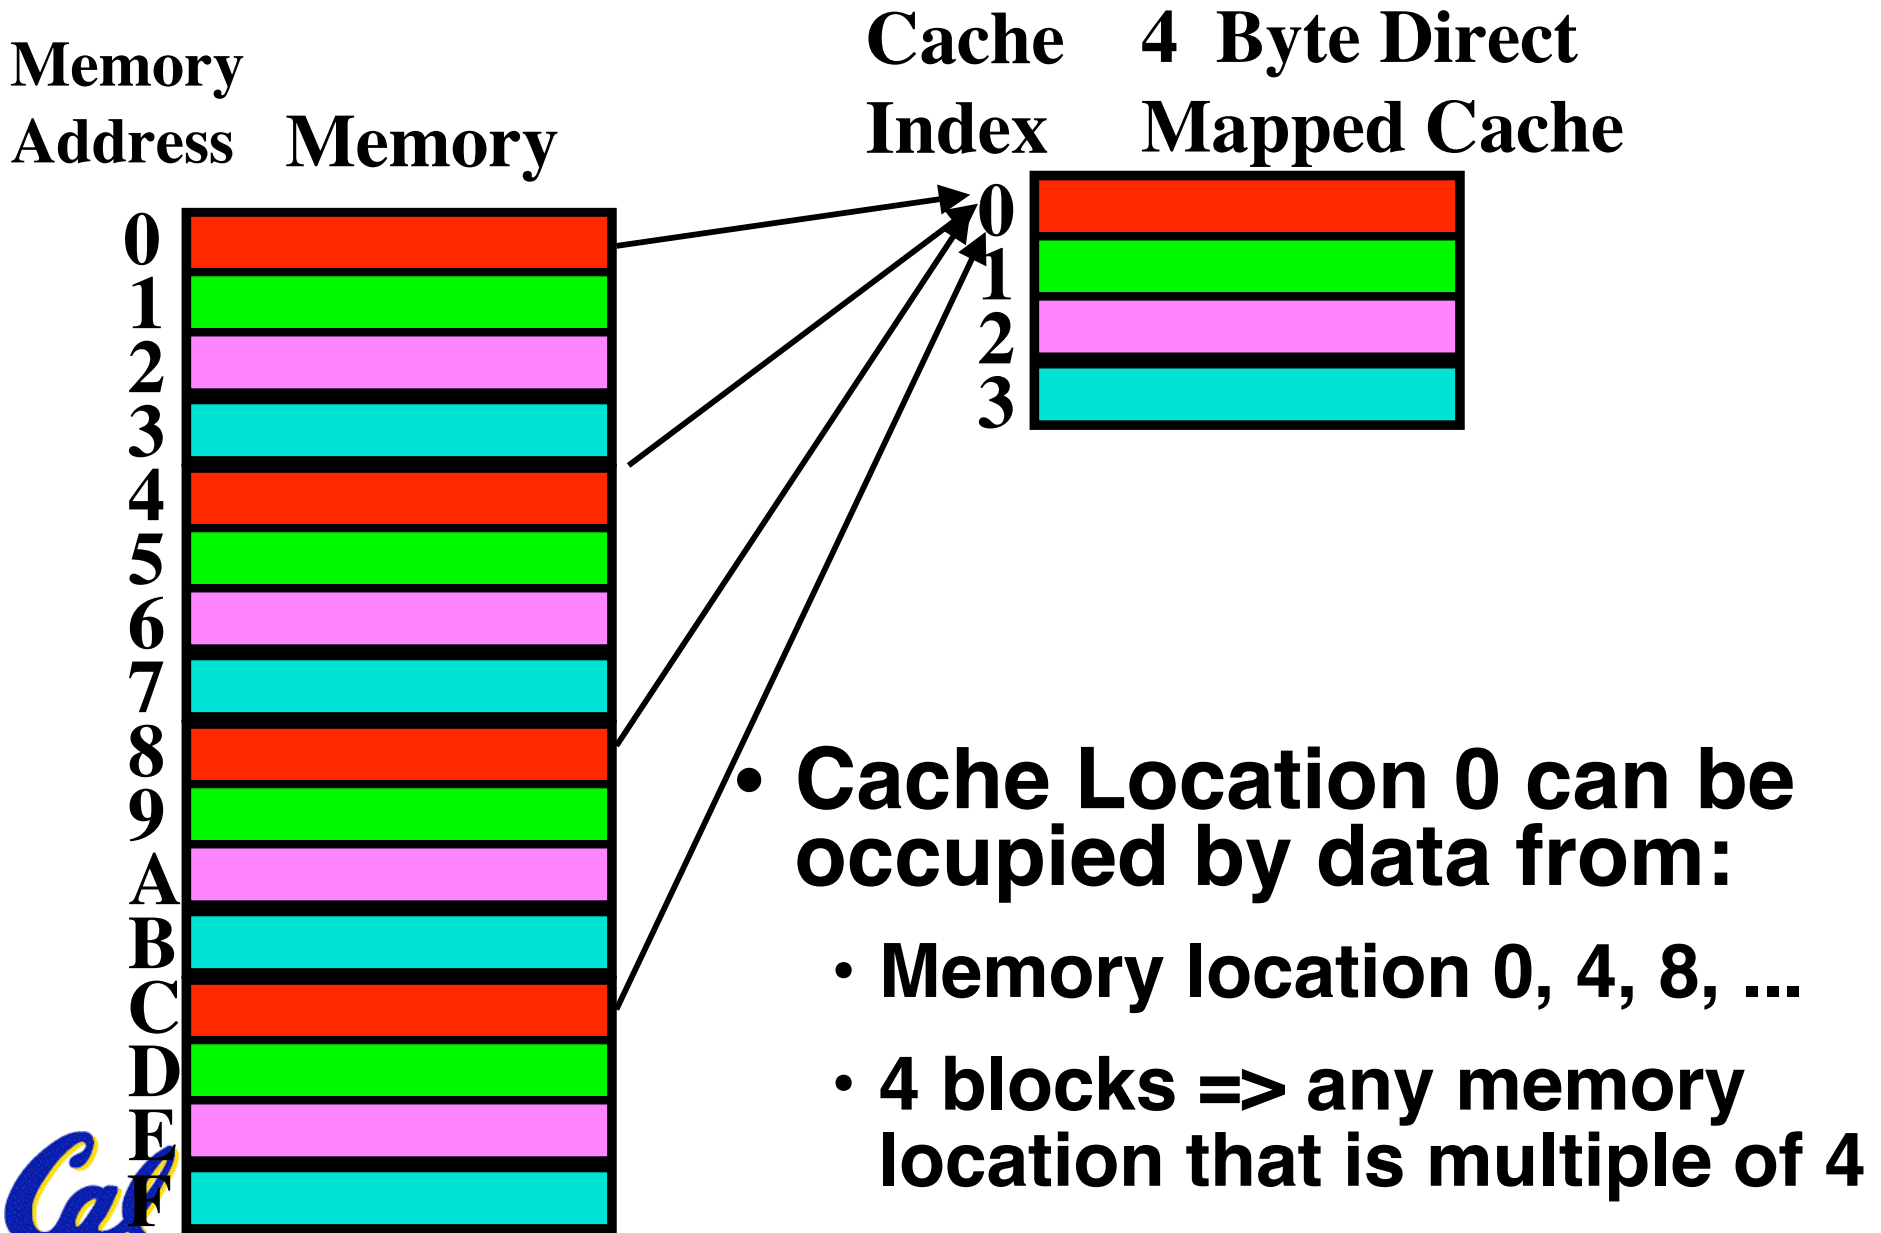 Memory
Address
Memory
Cache
Index
4 Byte Direct
Mapped Cache
0
1
2
3
4
5
6
7
8
9
A
B
C
D
E
F
0
1
2
3
• Cache Location 0 can be
occupied by data from:
• Memory location 0, 4, 8, ...
• 4 blocks => any memory
location that is multiple of 4
Cal